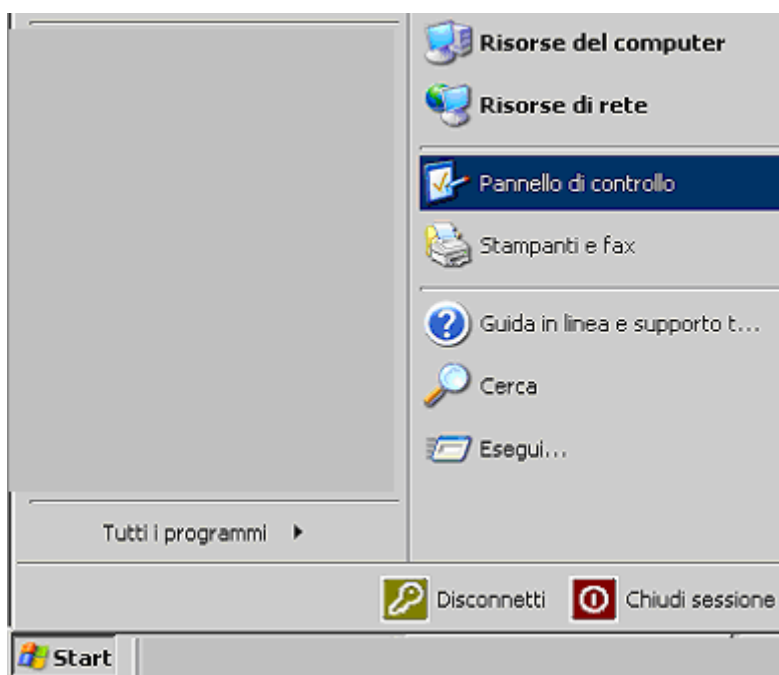 Risorse del computer
Risorse di rete
Pannello di controllo
Stampanti e fax
Guida in linea e supporto t...
Cerca
Esegui...
Tutti i programmi
Disconnetti
Chiudi sessione
Start